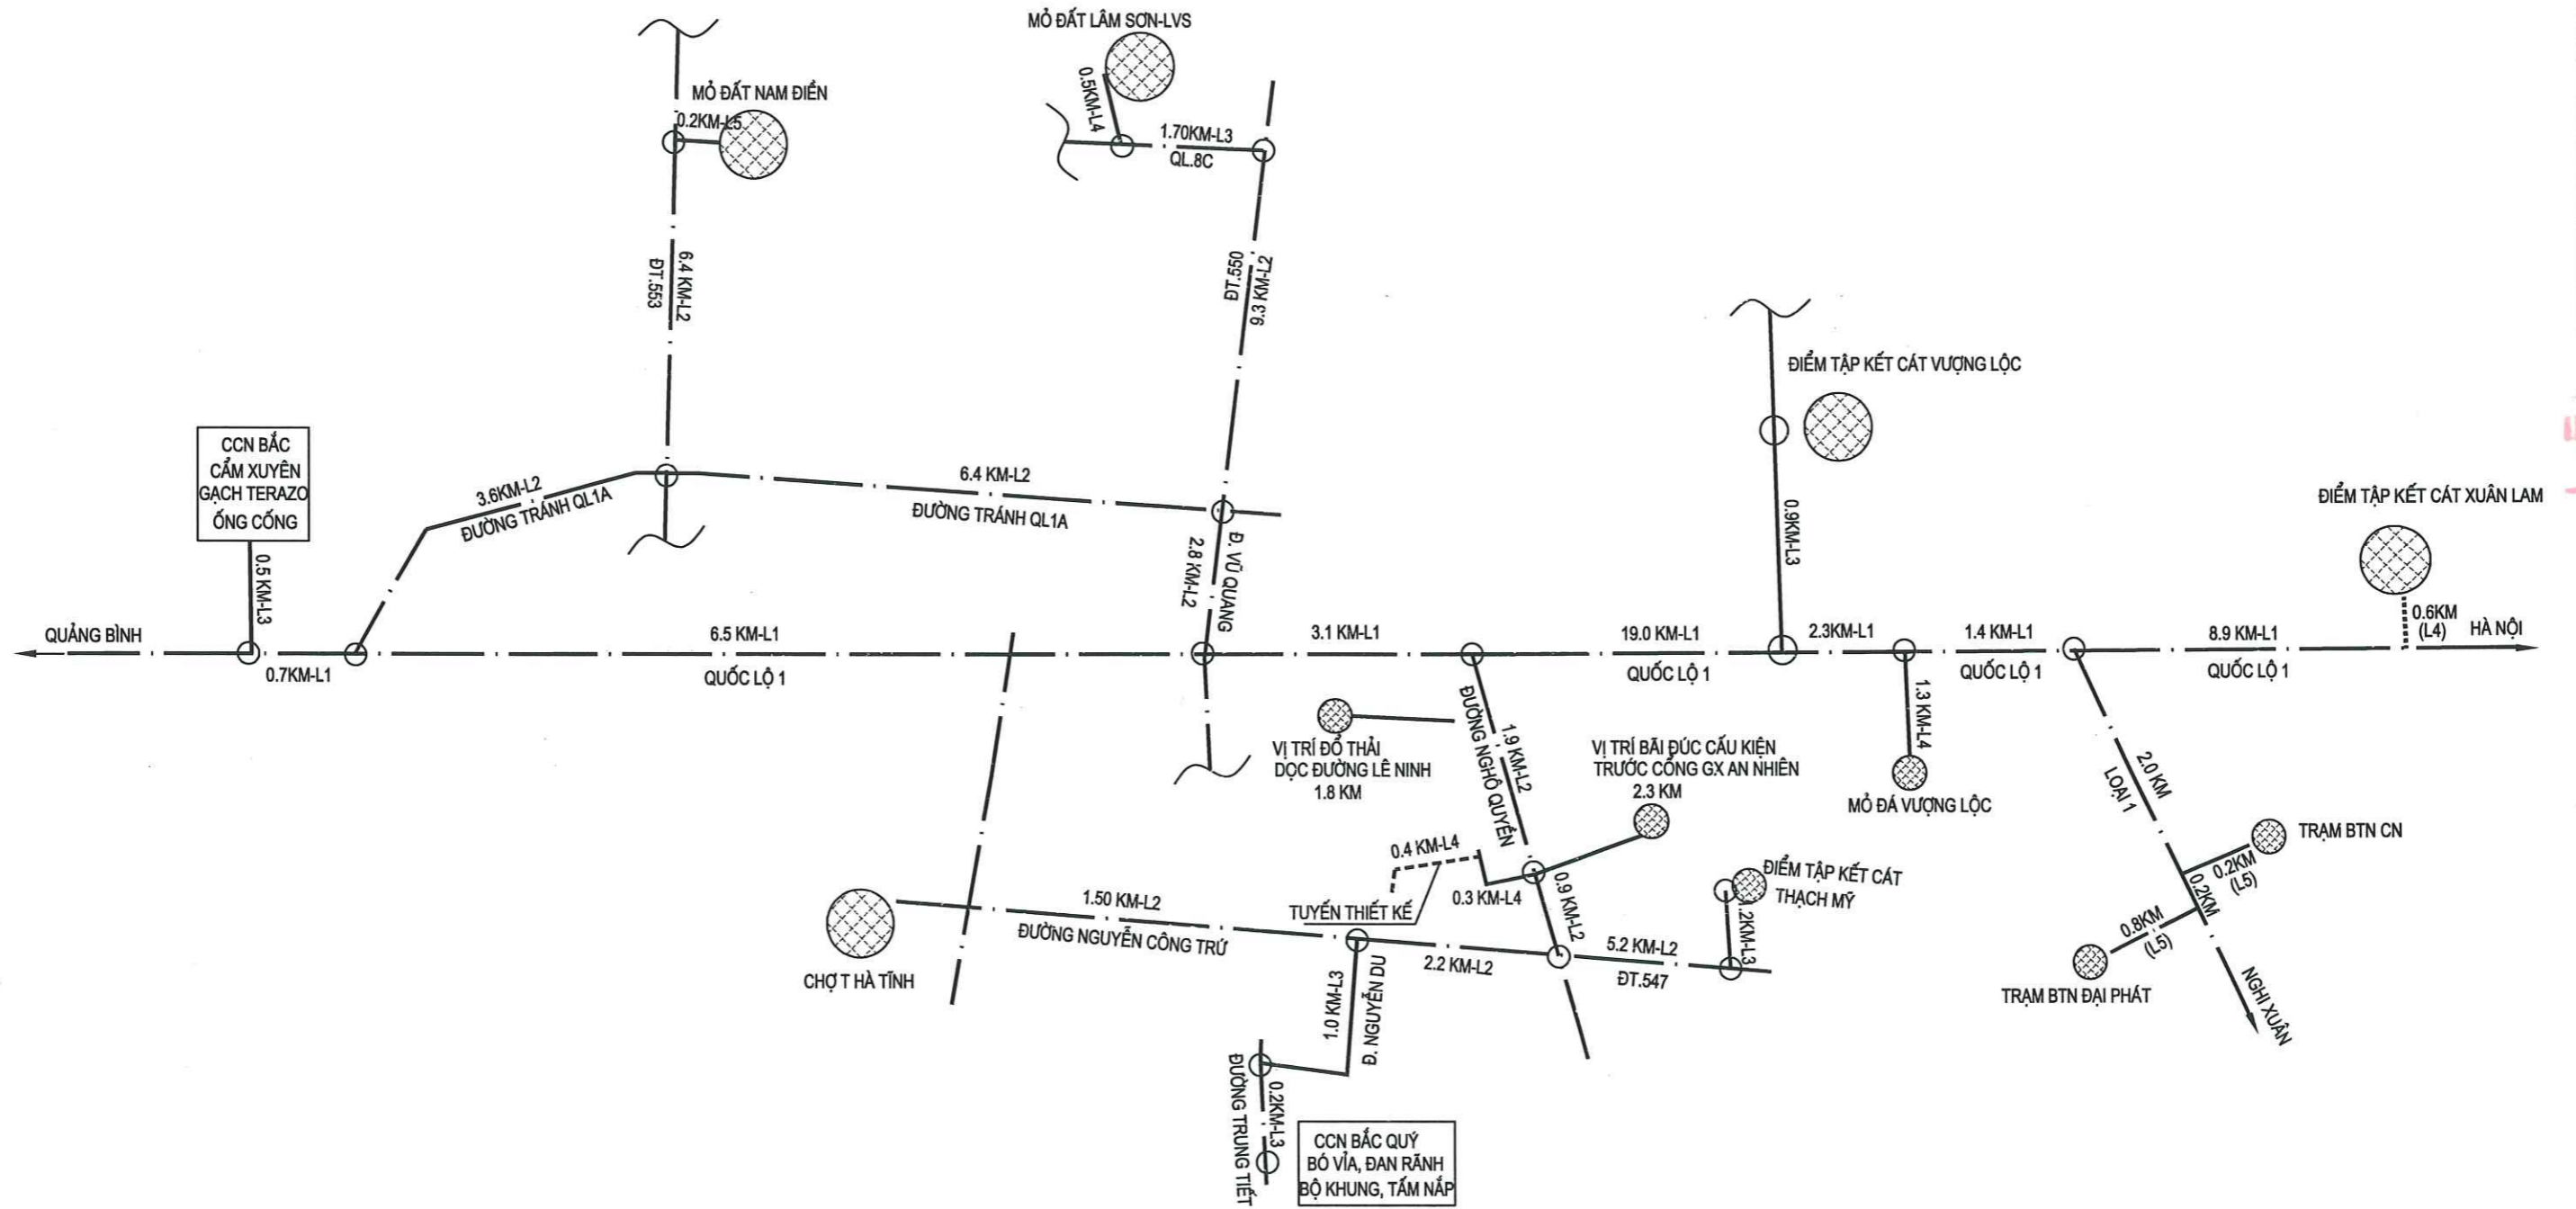 MỎ ĐẤT LÂM SƠN-LVS
0.5KM-L4
1.70KM-L3
QL.8C
MỎ ĐẤT NAM ĐIỀN
0.2KM-L5
6.4 KM-L2
ĐT.553
ĐT.550
9.3 KM-L2
ĐIỂM TẬP KẾT CÁT VƯỢNG LỘC
0.9KM-L3
CCN BẮC
CẨM XUYÊN
GẠCH TERAZO
ỐNG CỐNG
0.5 KM-L3
3.6KM-L2
ĐƯỜNG TRÁNH QL1A
6.4 KM-L2
ĐƯỜNG TRÁNH QL1A
2.8 KM-L2
Đ. VŨ QUANG
ĐIỂM TẬP KẾT CÁT XUÂN LAM
0.6KM
(L4)
HÀ NỘI
QUẢNG BÌNH
0.7KM-L1
6.5 KM-L1
QUỐC LỘ 1
3.1 KM-L1
19.0 KM-L1
QUỐC LỘ 1
2.3KM-L1
1.4 KM-L1
QUỐC LỘ 1
8.9 KM-L1
QUỐC LỘ 1
1.3 KM-L4
MỎ ĐÁ VƯỢNG LỘC
VỊ TRÍ ĐỔ THẢI
DỌC ĐƯỜNG LÊ NINH
1.8 KM
1.9 KM-L2
ĐƯỜNG NGHÔ QUYỀN
VỊ TRÍ BÃI ĐÚC CẤU KIỆN
TRƯỚC CỔNG GX AN NHIÊN
2.3 KM
2.0 KM
LOẠI 1
TRẠM BTN CN
0.2KM
(L5)
0.2KM
0.8KM
(L5)
TRẠM BTN ĐẠI PHÁT
NGHI XUÂN
0.4 KM-L4
TUYẾN THIẾT KẾ
0.3 KM-L4
0.9 KM-L2
ĐIỂM TẬP KẾT CÁT
THẠCH MỸ
1.2KM-L3
5.2 KM-L2
ĐT.547
CHỢ T HÀ TĨNH
1.50 KM-L2
ĐƯỜNG NGUYỄN CÔNG TRỨ
2.2 KM-L2
1.0 KM-L3
Đ. NGUYỄN DU
ĐƯỜNG TRUNG TIẾT
0.2KM-L3
CCN BẮC QUÝ
BÓ VỈA, ĐAN RÃNH
BỘ KHUNG, TẤM NẮP